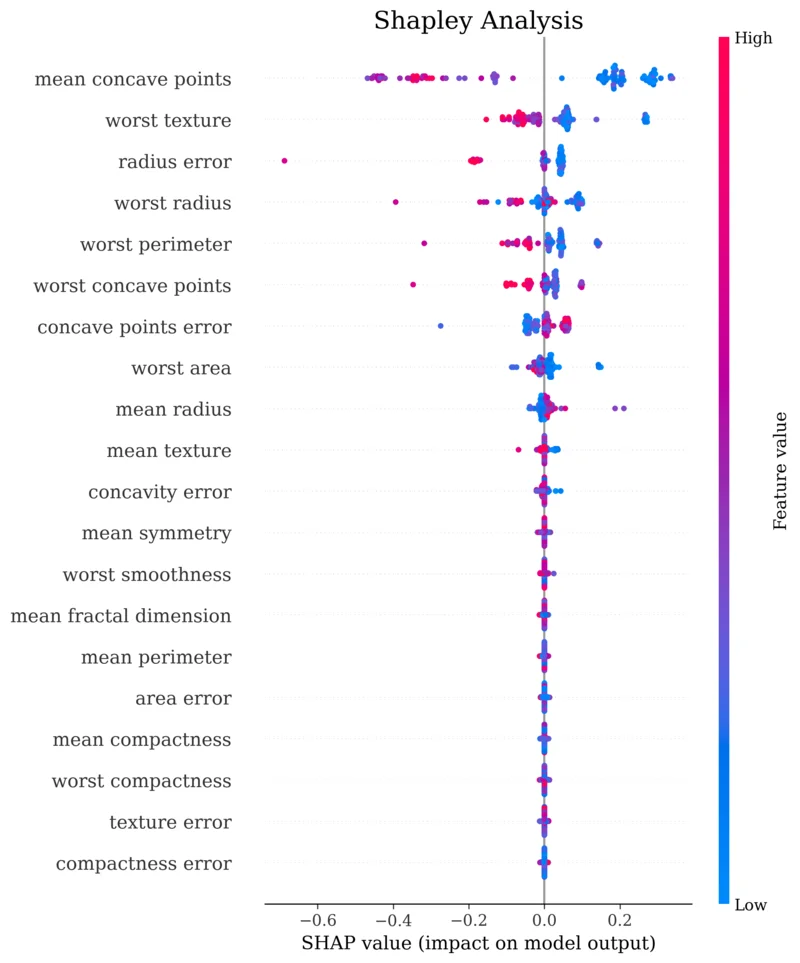 Shapley Analysis
High
mean concave points
worst texture
radius error
worst radius
worst perimeter
worst concave points
concave points error
worst area
mean radius
mean texture
concavity error
mean symmetry
worst smoothness
mean fractal dimension
mean perimeter
area error
mean compactness
worst compactness
texture error
compactness error
Feature value
Low
−0.6 −0.4 −0.2 0.0 0.2
SHAP value (impact on model output)